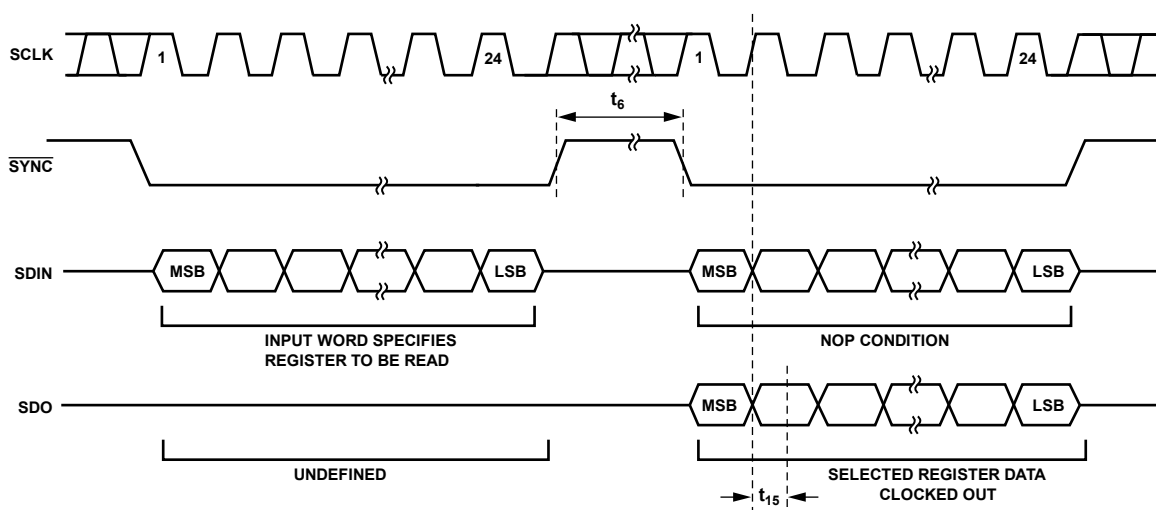 SCLK
1
24
1
24
t6
SYNC
SDIN
MSB
LSB
MSB
LSB
INPUT WORD SPECIFIES
REGISTER TO BE READ
NOP CONDITION
SDO
MSB
LSB
UNDEFINED
t15
SELECTED REGISTER DATA
CLOCKED OUT